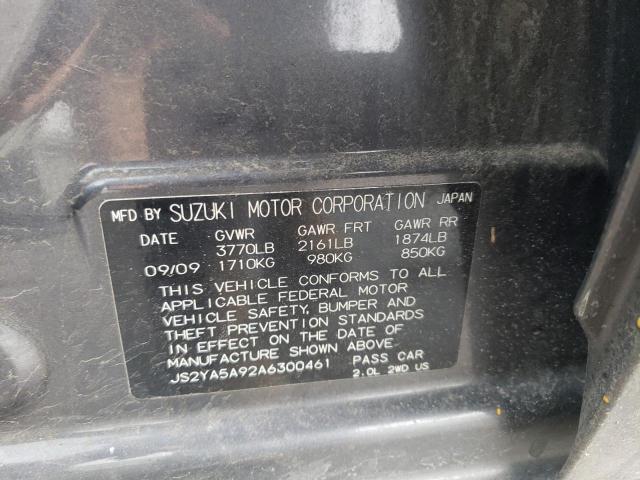 MFD BY SUZUKI MOTOR CORPORATION JAPAN
DATE GVWR GAWR FRT GAWR RR
3770LB 2161LB 1874LB
09/09 1710KG 980KG 850KG
THIS VEHICLE CONFORMS TO ALL
APPLICABLE FEDERAL MOTOR
VEHICLE SAFETY, BUMPER AND
THEFT PREVENTION STANDARDS
IN EFFECT ON THE DATE OF
MANUFACTURE SHOWN ABOVE.
JS2YA5A92A6300461 PASS CAR
2.0L 2WD US